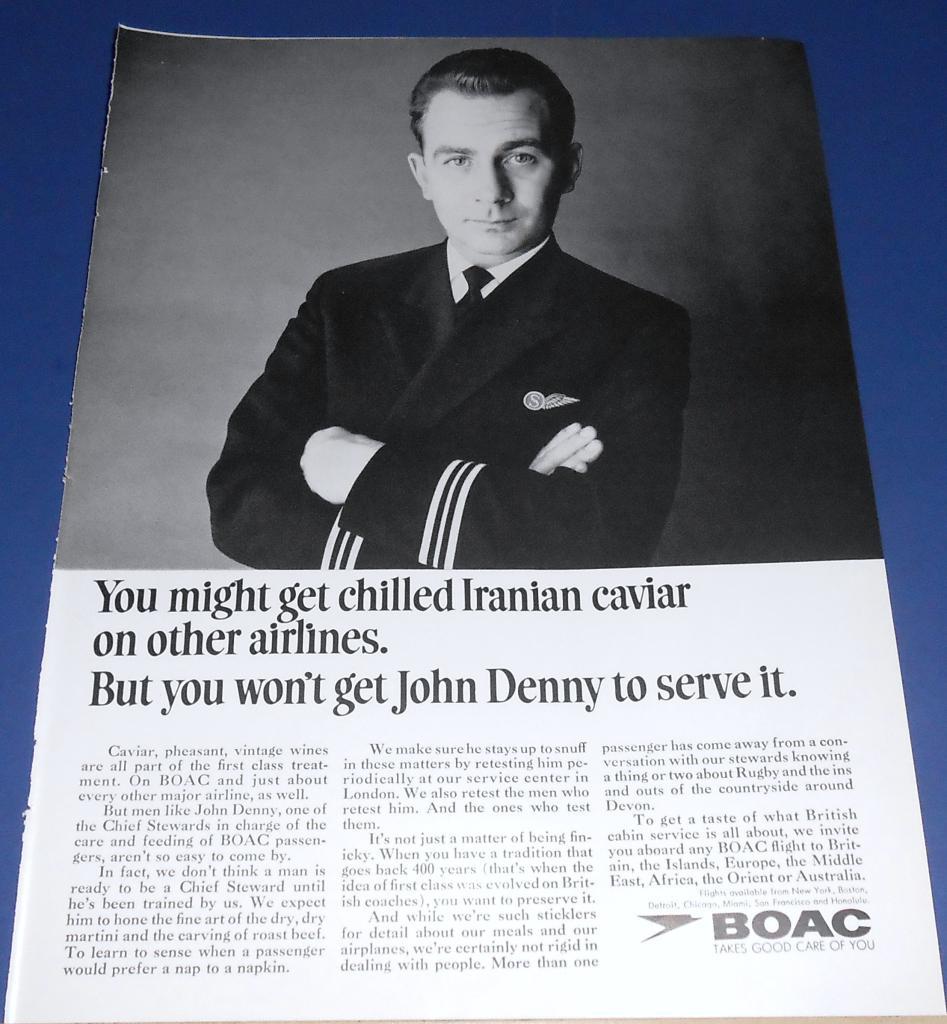 S
You might get chilled Iranian caviar
on other airlines.
But you won't get John Denny to serve it.
Caviar, pheasant, vintage wines
are all part of the first class treat-
ment. On BOAC and just about
every other major airline, as well.
But men like John Denny, one of
the Chief Stewards in charge of the
care and feeding of BOAC passen-
gers, aren't so easy to come by.
In fact, we don't think a man is
ready to be a Chief Steward until
he's been trained by us. We expect
him to hone the fine art of the dry, dry
martini and the carving of roast beef.
To learn to sense when a passenger
would prefer a nap to a napkin.
We make sure he stays up to snuff
in these matters by retesting him pe-
riodically at our service center in
London. We also retest the men who
retest him. And the ones who test
them.
It's not just a matter of being fin-
icky. When you have a tradition that
goes back 400 years (that's when the
idea of first class was evolved on Brit-
ish coaches), you want to preserve it.
And while we're such sticklers
for detail about our meals and our
airplanes, we're certainly not rigid in
dealing with people. More than one
passenger has come away from a con-
versation with our stewards knowing
a thing or two about Rugby and the ins
and outs of the countryside around
Devon.
To get a taste of what British
cabin service is all about, we invite
you aboard any BOAC flight to Brit-
ain, the Islands, Europe, the Middle
East, Africa, the Orient or Australia.
Flights available from New York, Boston,
Detroit, Chicago, Miami, San Francisco and Honolulu.
BOAC
TAKES GOOD CARE OF YOU